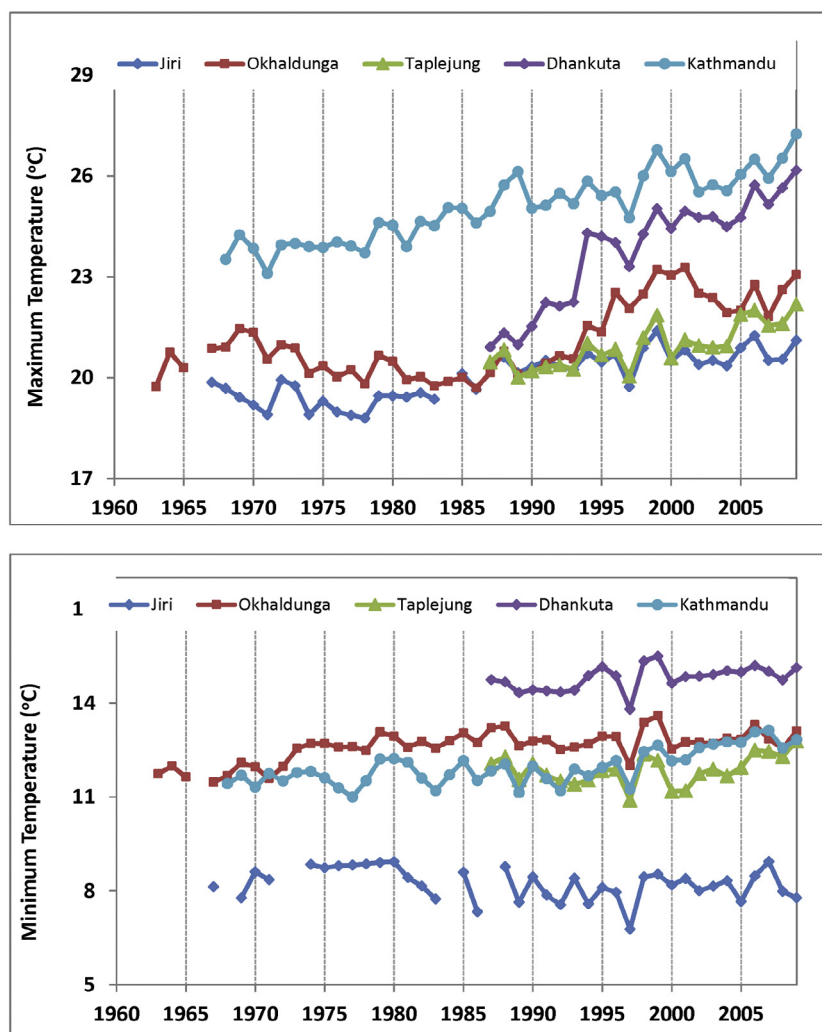 Jiri Okhaldunga Taplejung Dhankuta Kathmandu
29
26
23
20
17
Maximum Temperature (°C)
1960 1965 1970 1975 1980 1985 1990 1995 2000 2005
Jiri Okhaldunga Taplejung Dhankuta Kathmandu
1
14
11
8
5
Minimum Temperature (°C)
1960 1965 1970 1975 1980 1985 1990 1995 2000 2005